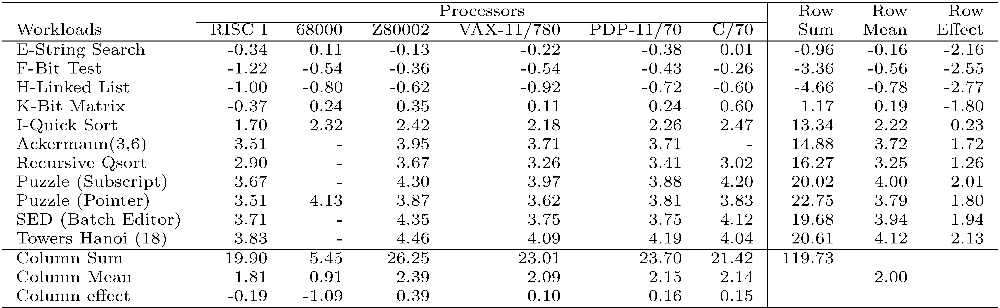 Processors Row Row Row
Workloads RISC I 68000 Z80002 VAX-11/780 PDP-11/70 C/70 Sum Mean Effect
E-String Search -0.34 0.11 -0.13 -0.22 -0.38 0.01 -0.96 -0.16 -2.16
F-Bit Test -1.22 -0.54 -0.36 -0.54 -0.43 -0.26 -3.36 -0.56 -2.55
H-Linked List -1.00 -0.80 -0.62 -0.92 -0.72 -0.60 -4.66 -0.78 -2.77
K-Bit Matrix -0.37 0.24 0.35 0.11 0.24 0.60 1.17 0.19 -1.80
I-Quick Sort 1.70 2.32 2.42 2.18 2.26 2.47 13.34 2.22 0.23
Ackermann(3,6) 3.51 - 3.95 3.71 3.71 - 14.88 3.72 1.72
Recursive Qsort 2.90 - 3.67 3.26 3.41 3.02 16.27 3.25 1.26
Puzzle (Subscript) 3.67 - 4.30 3.97 3.88 4.20 20.02 4.00 2.01
Puzzle (Pointer) 3.51 4.13 3.87 3.62 3.81 3.83 22.75 3.79 1.80
SED (Batch Editor) 3.71 - 4.35 3.75 3.75 4.12 19.68 3.94 1.94
Towers Hanoi (18) 3.83 - 4.46 4.09 4.19 4.04 20.61 4.12 2.13
Column Sum 19.90 5.45 26.25 23.01 23.70 21.42 119.73
Column Mean 1.81 0.91 2.39 2.09 2.15 2.14 2.00
Column effect -0.19 -1.09 0.39 0.10 0.16 0.15